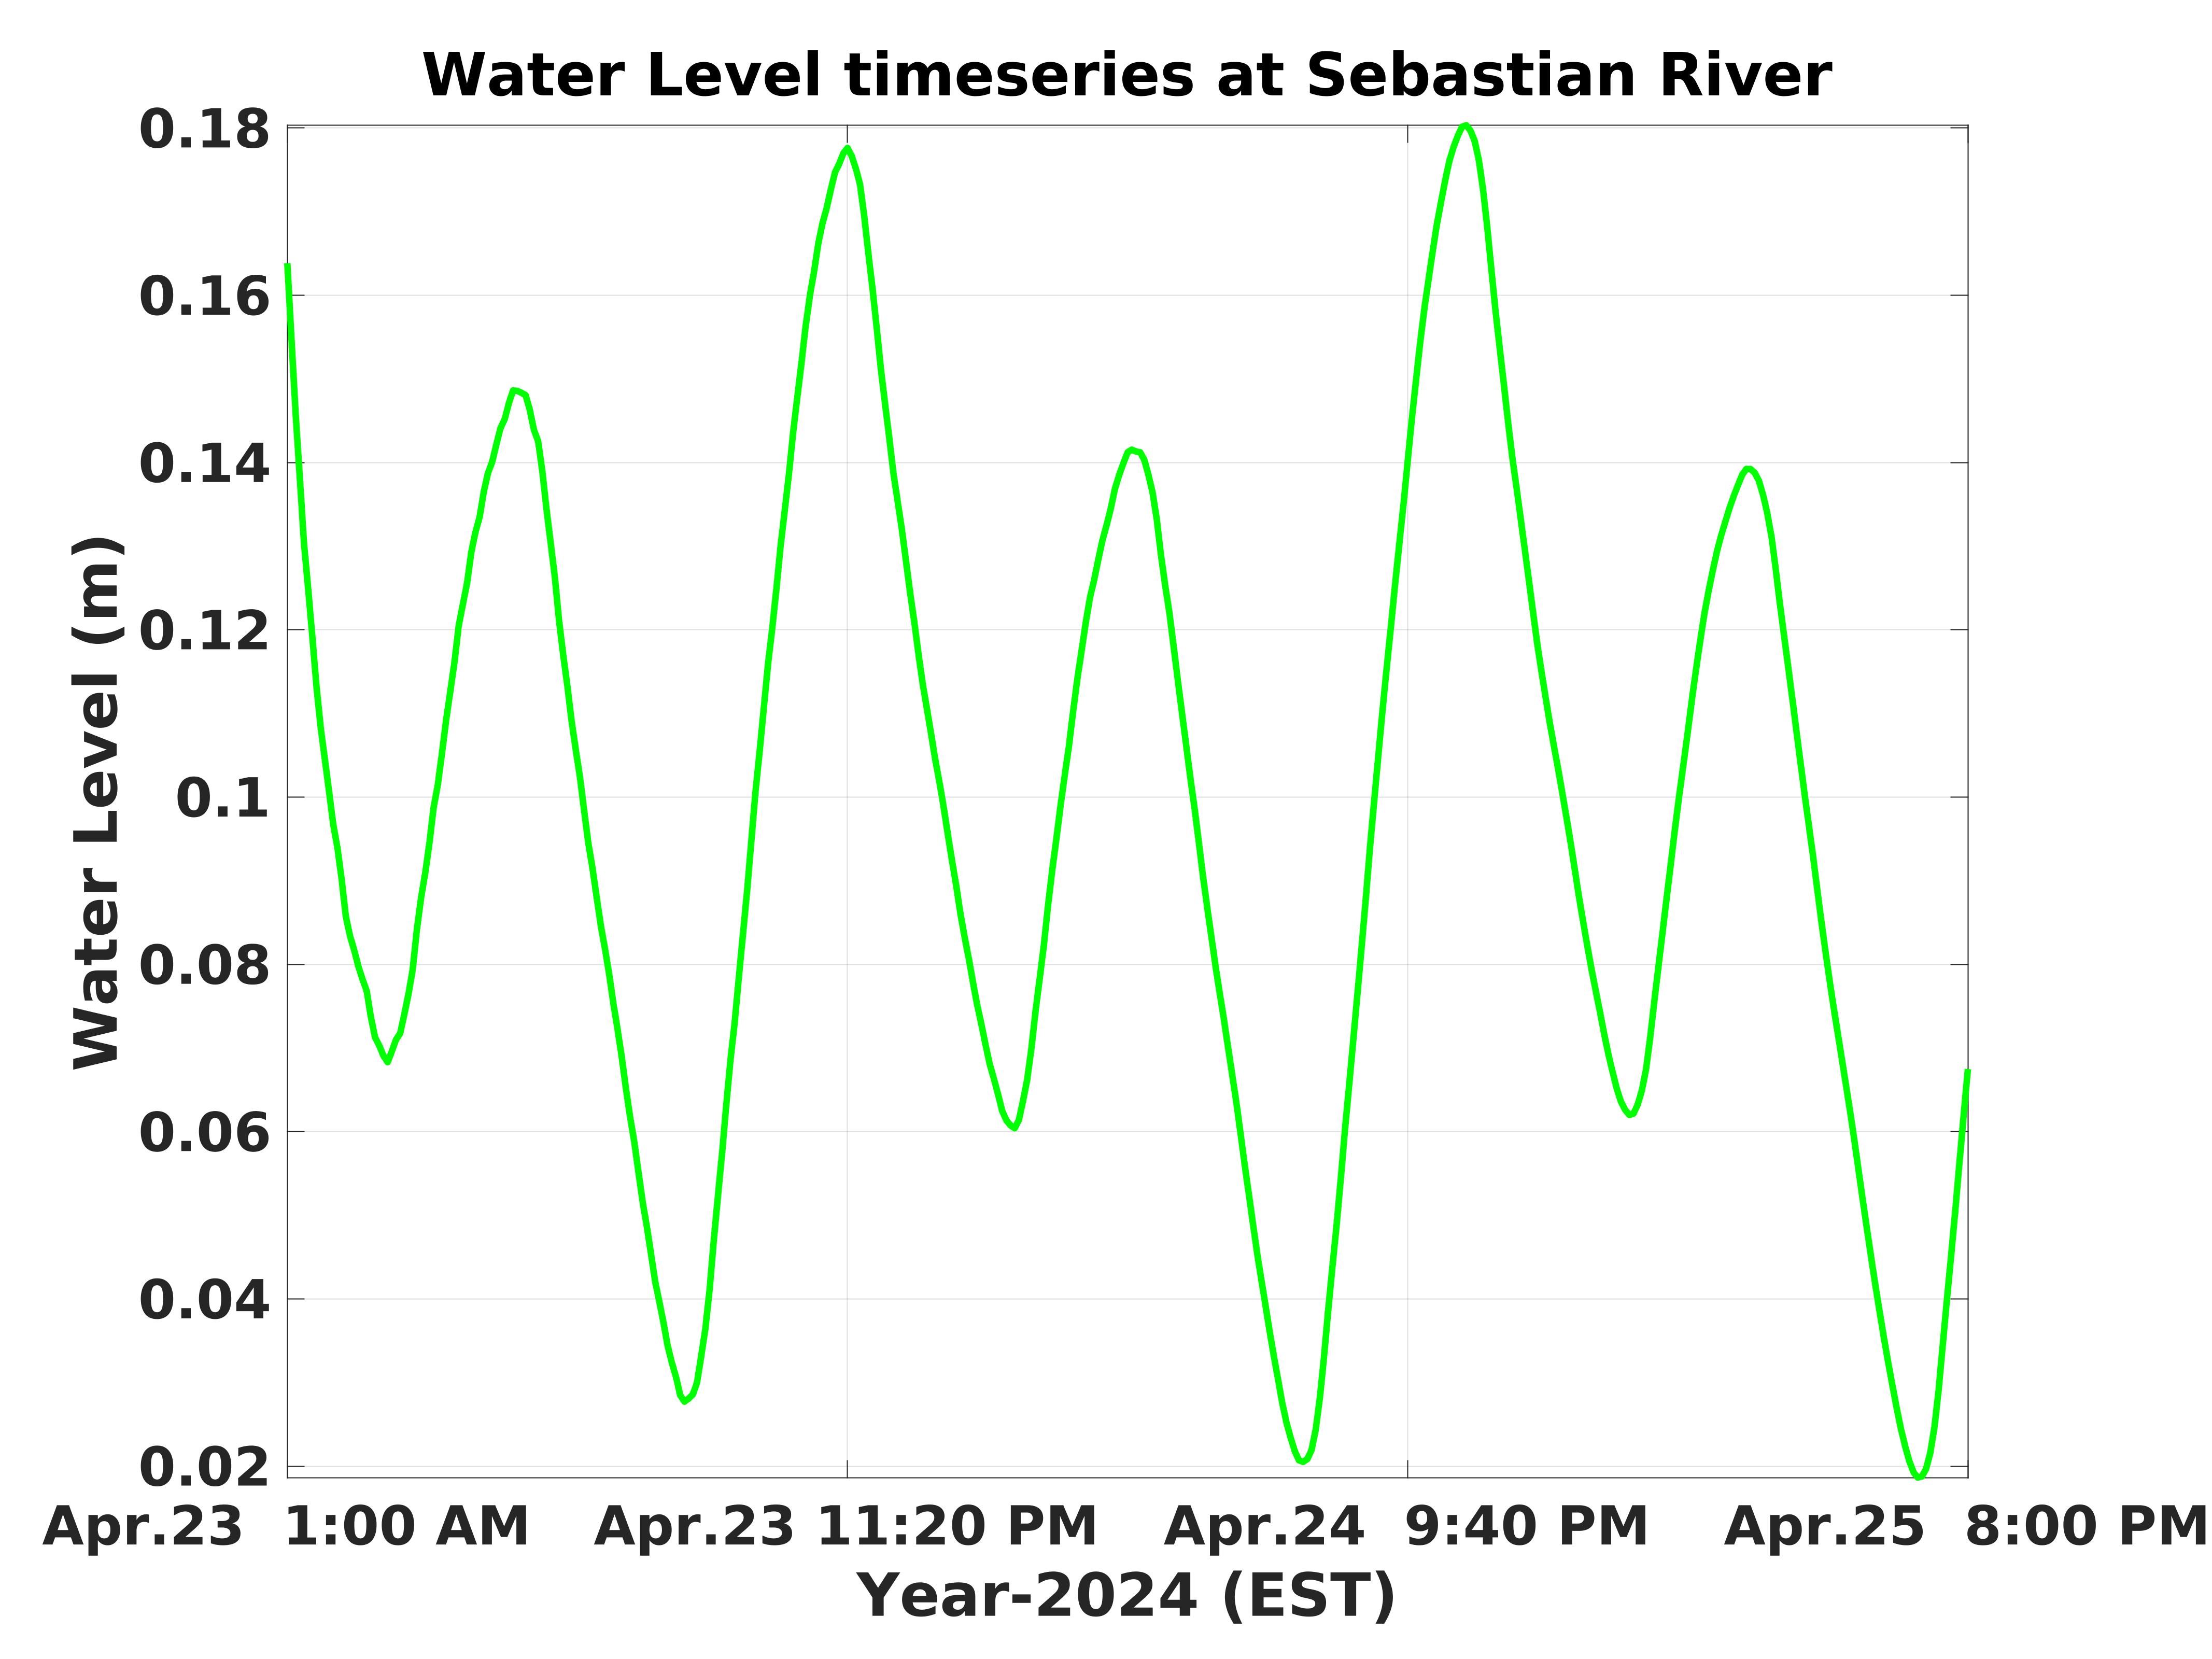 Water Level timeseries at Sebastian River
0.18
0.16
0.14
0.12
0.1
0.08
0.06
0.04
0.02
Water Level (m)
Apr.23 1:00 AM Apr.23 11:20 PM Apr.24 9:40 PM Apr.25 8:00 PM
Year-2024 (EST)